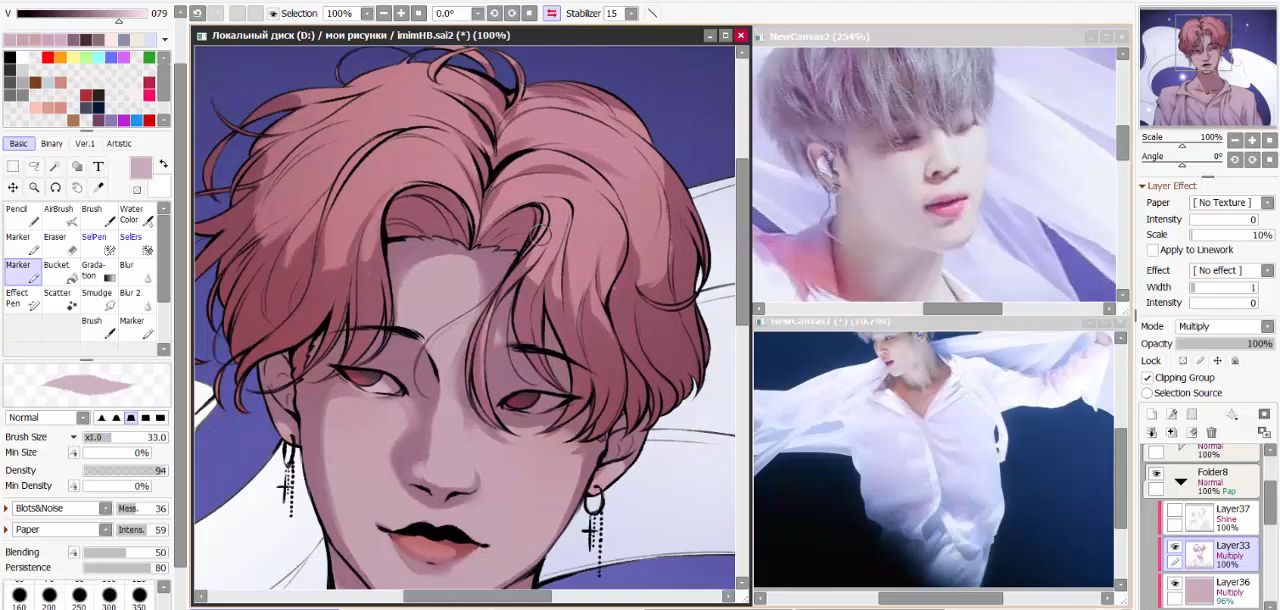 V 079
Selection 100% 0.0° Stabilizer 15
Локальный диск (D:) / мои рисунки / imimHB.sai2 (*) (100%)
NewCanvas2 (254%)
NewCanvas1 (*) (70.7%)
Basic Binary Ver.1 Artistic
T
Pencil AirBrush Brush Water Color
Marker Eraser SelPen SelErs
Marker Bucket Grada-tion Blur
Effect Pen Scatter Smudge Blur 2
Brush Marker
Normal
Brush Size x1.0 33.0
Min Size 0%
Density 94
Min Density 0%
Blots&Noise Mess. 36
Paper Intens. 59
Blending 50
Persistence 80
160 200 250 300 350
Scale 100%
Angle 0°
Layer Effect
Paper [ No Texture ]
Intensity 0
Scale 10%
Apply to Linework
Effect [ No effect ]
Width 1
Intensity 0
Mode Multiply
Opacity 100%
Lock
Clipping Group
Selection Source
Normal
100%
Folder8
Normal
100% Pap
Layer37
Shine
100%
Layer33
Multiply
100%
Layer36
Multiply
96%